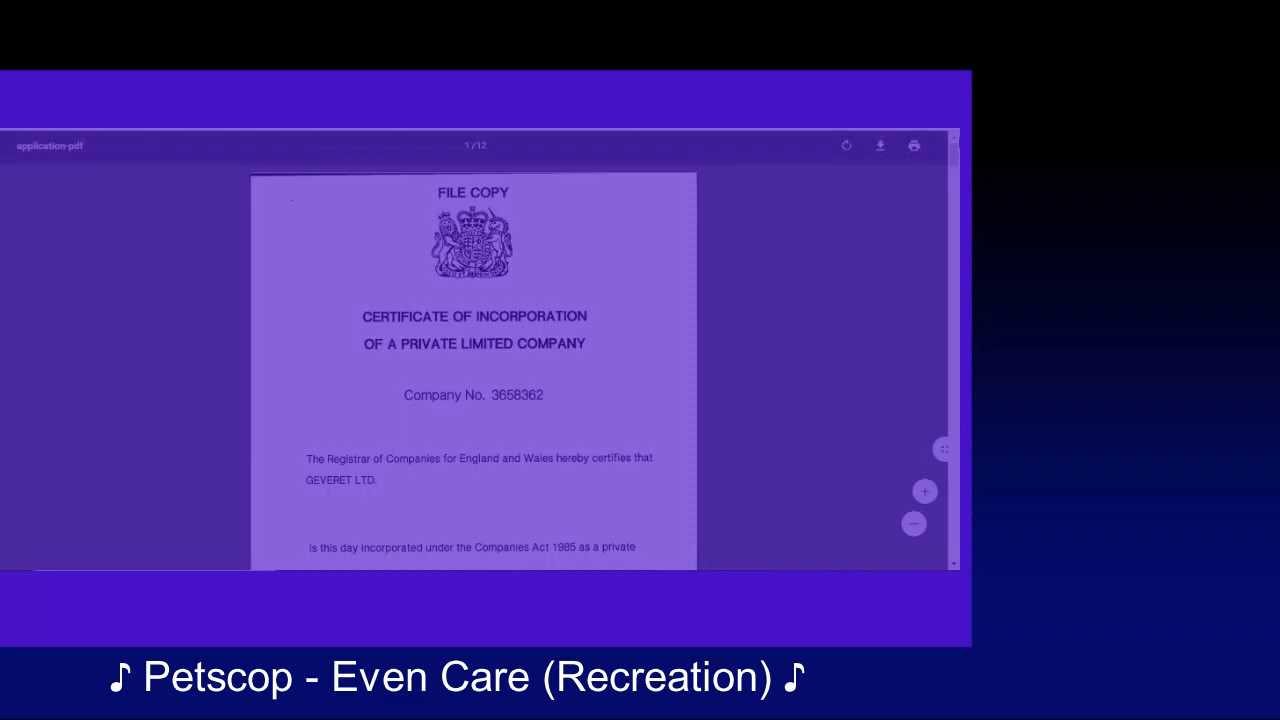 application-pdf
1 / 12
FILE COPY
CERTIFICATE OF INCORPORATION
OF A PRIVATE LIMITED COMPANY
Company No. 3658362
The Registrar of Companies for England and Wales hereby certifies that
GEVERET LTD.
is this day incorporated under the Companies Act 1985 as a private
♪ Petscop - Even Care (Recreation) ♪